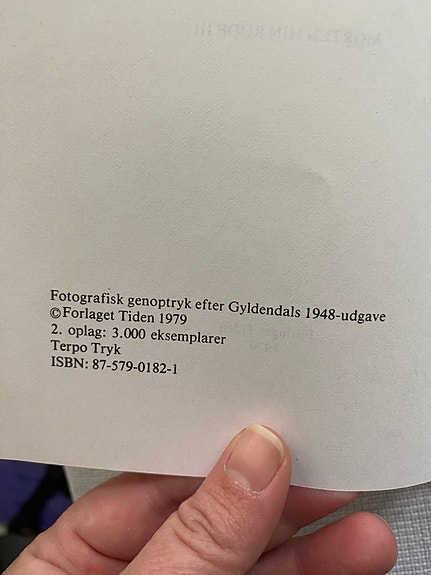 Fotografisk genoptryk efter Gyldendals 1948-udgave
©Forlaget Tiden 1979
2. oplag: 3.000 eksemplarer
Terpo Tryk
ISBN: 87-579-0182-1